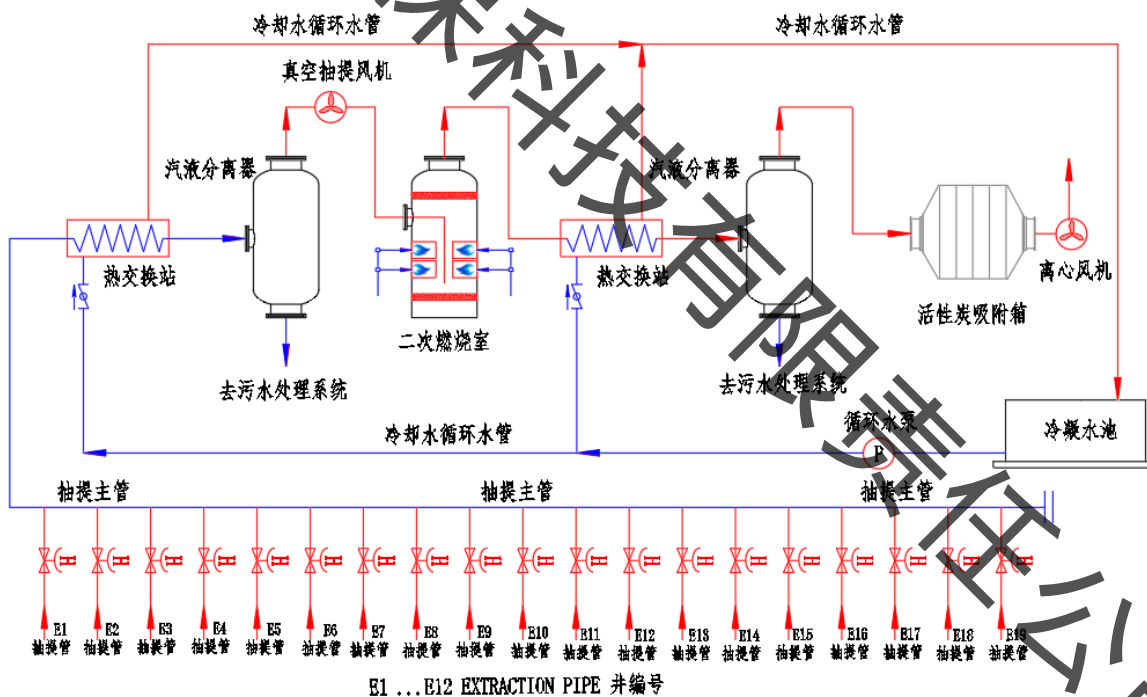 冷却水循环水管
冷却水循环水管
真空抽提风机
汽液分离器
汽液分离器
热交换站
热交换站
离心风机
活性炭吸附箱
二次燃烧室
去污水处理系统
去污水处理系统
循环水泵
P
冷凝水池
冷却水循环水管
抽提主管
抽提主管
抽提主管
H H H H H H H H H H H H H H H H H H H
E1 E2 E3 E4 E5 E6 E7 E8 E9 E10 E11 E12 E13 E14 E15 E16 E17 E18 E19
抽提管 抽提管 抽提管 抽提管 抽提管 抽提管 抽提管 抽提管 抽提管 抽提管 抽提管 抽提管 抽提管 抽提管 抽提管 抽提管 抽提管 抽提管 抽提管
E1 ...E12 EXTRACTION PIPE 井编号
科技有限责任公